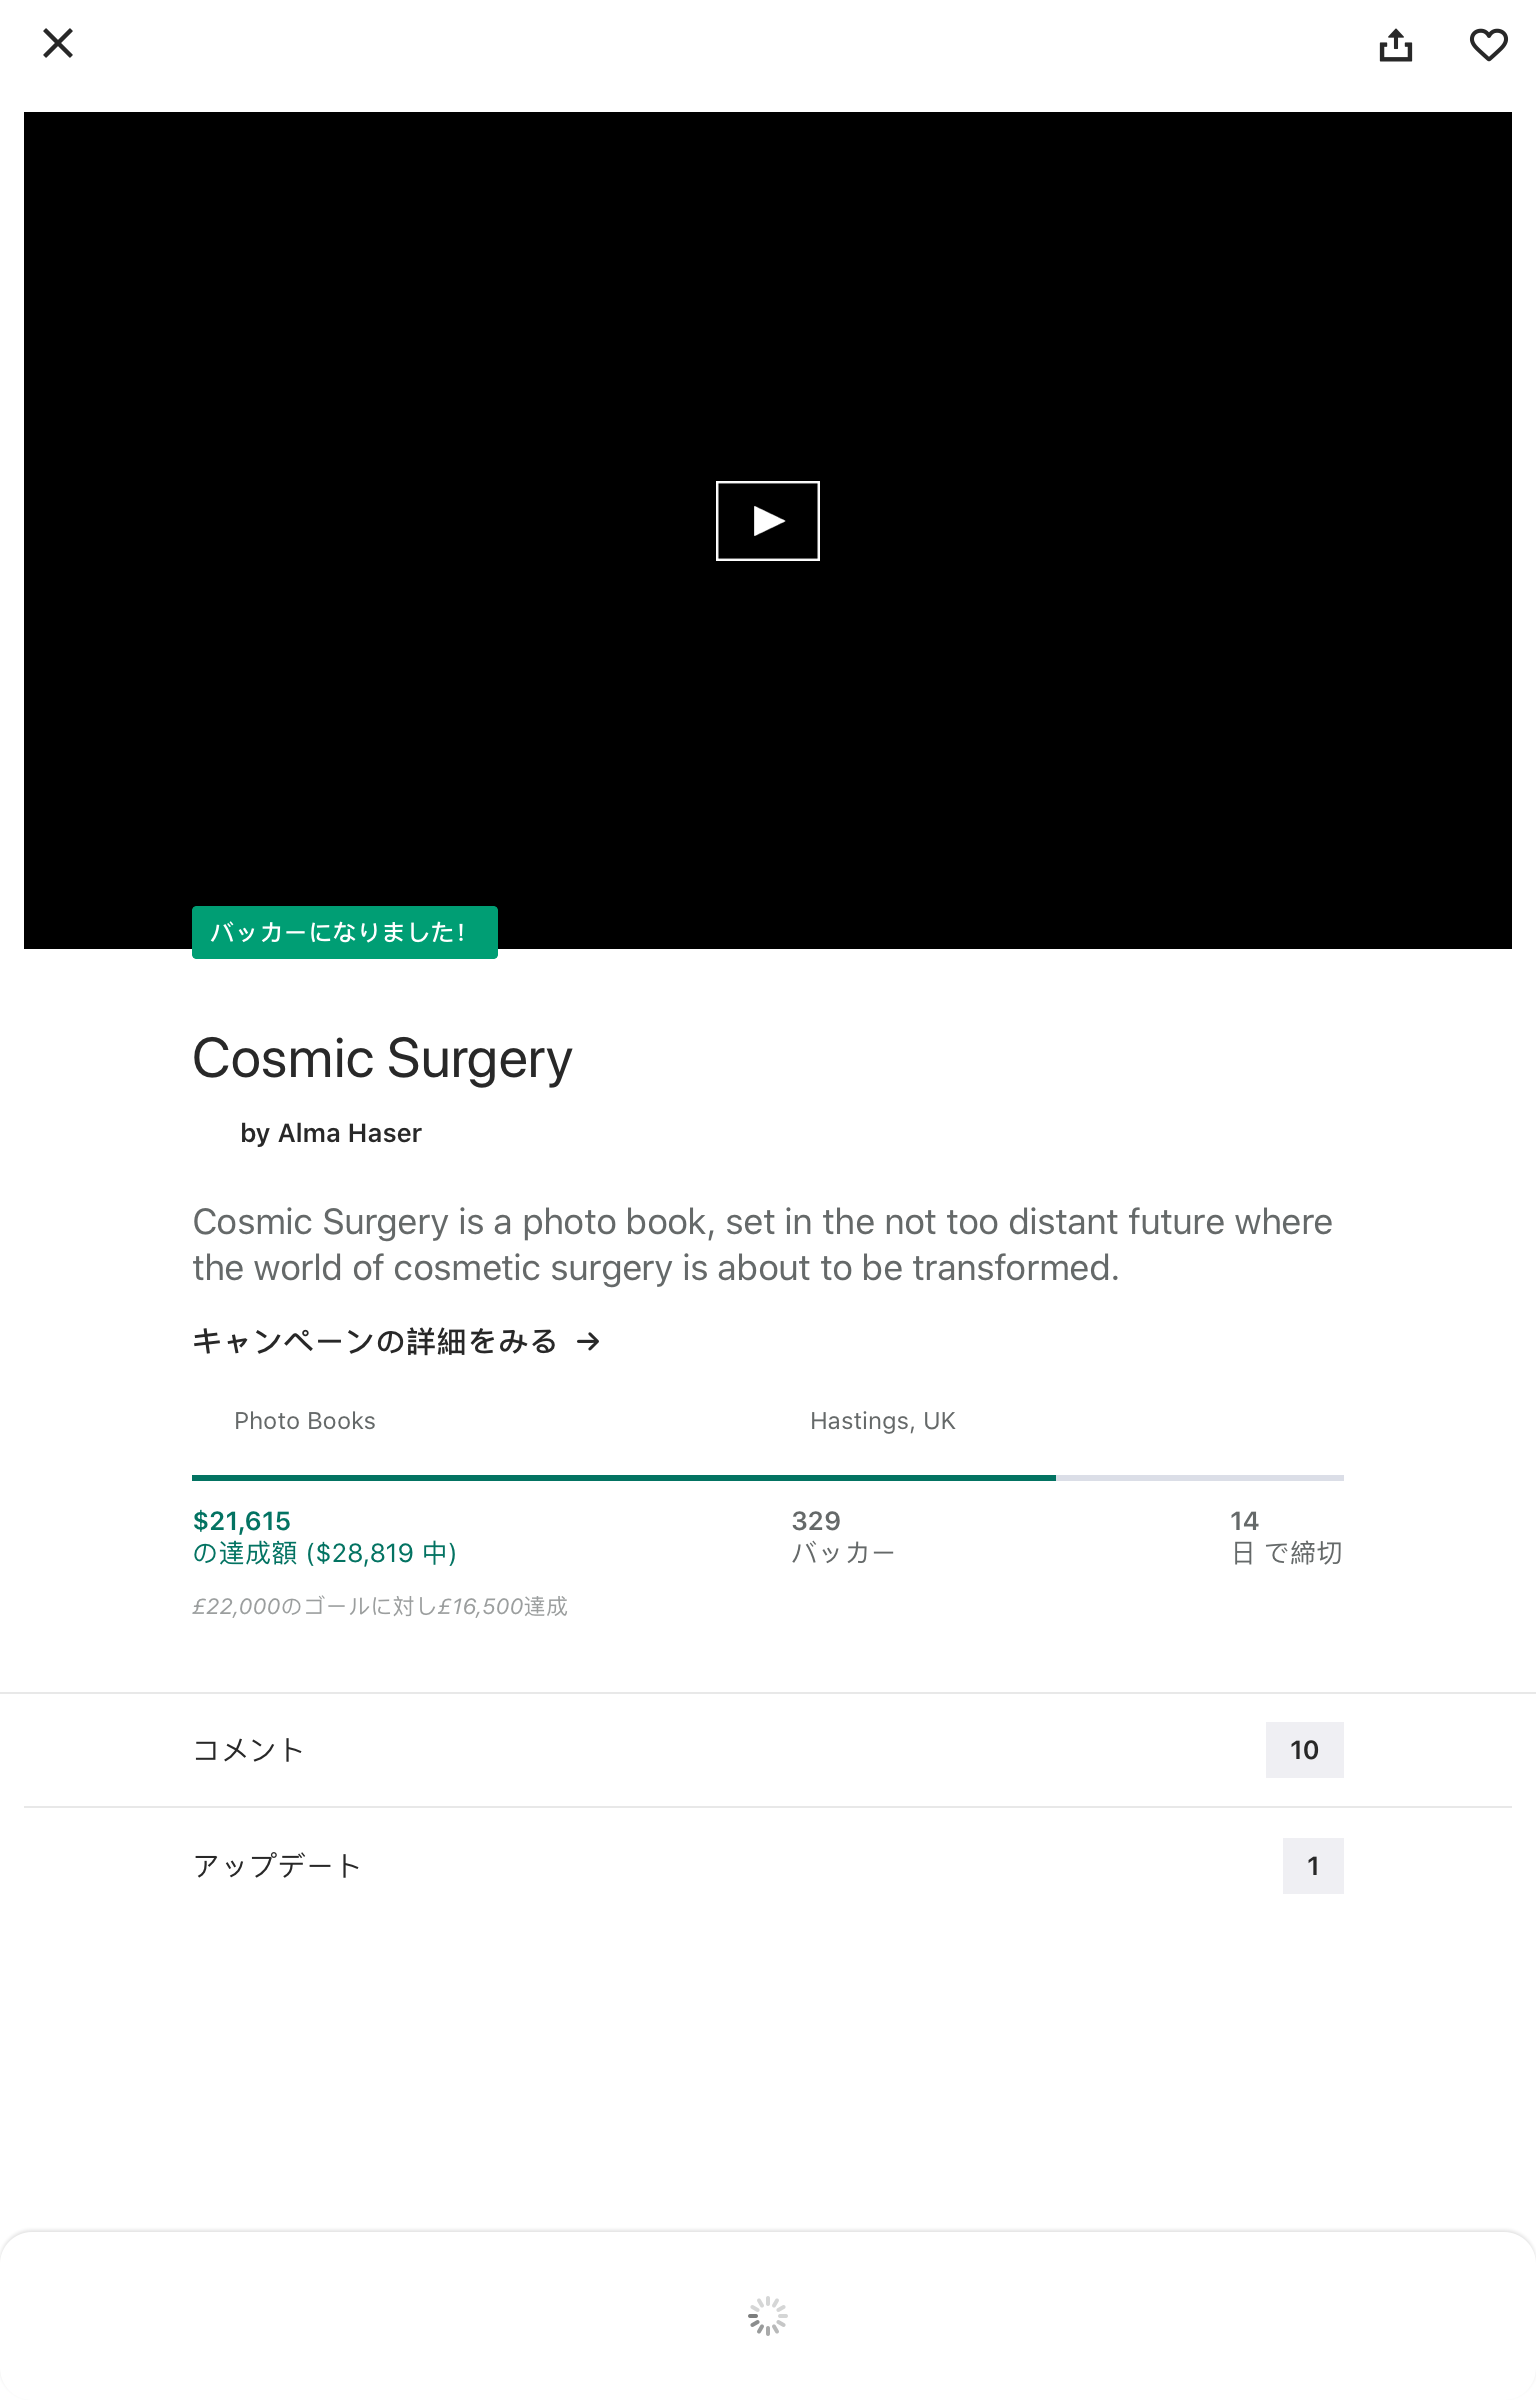 バッカーになりました！
Cosmic Surgery
by Alma Haser
Cosmic Surgery is a photo book, set in the not too distant future where
the world of cosmetic surgery is about to be transformed.
キャンペーンの詳細をみる →
Photo Books
Hastings, UK
$21,615
の達成額 ($28,819 中)
329
バッカー
14
日 で締切
£22,000のゴールに対し£16,500達成
コメント
10
アップデート
1